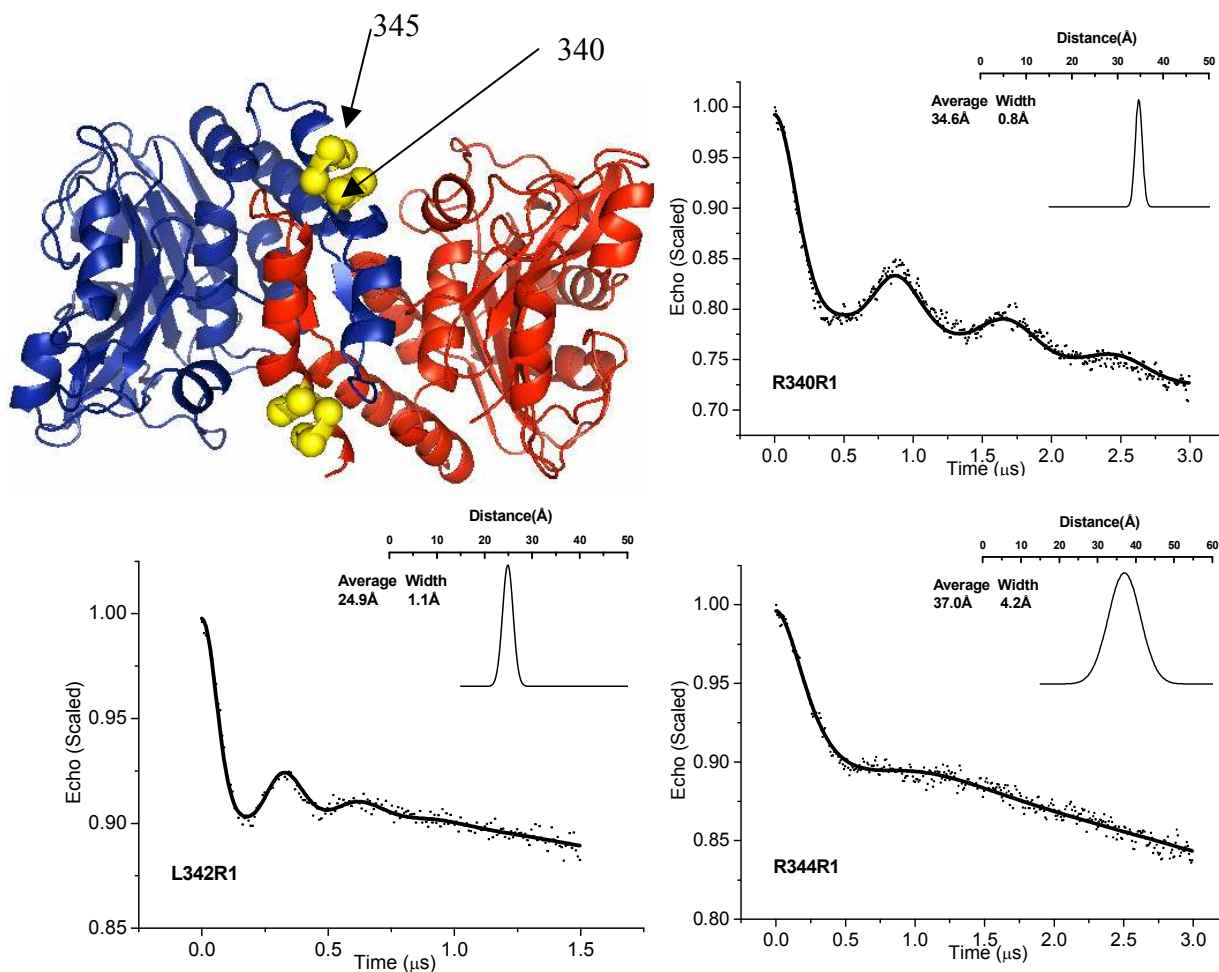 345
340
Distance(Å)
0 10 20 30 40 50
Average Width
34.6Å 0.8Å
1.00
0.95
0.90
0.85
0.80
0.75
0.70
Echo (Scaled)
R340R1
0.0 0.5 1.0 1.5 2.0 2.5 3.0
Time (μs)
Distance(Å)
0 10 20 30 40 50
Average Width
24.9Å 1.1Å
1.00
0.95
0.90
0.85
Echo (Scaled)
L342R1
0.0 0.5 1.0 1.5
Time (μs)
Distance(Å)
0 5 10 15 20 25 30 35 40 45 50 55 60
Average Width
37.0Å 4.2Å
1.00
0.95
0.90
0.85
0.80
Echo (Scaled)
R344R1
0.0 0.5 1.0 1.5 2.0 2.5 3.0
Time (μs)